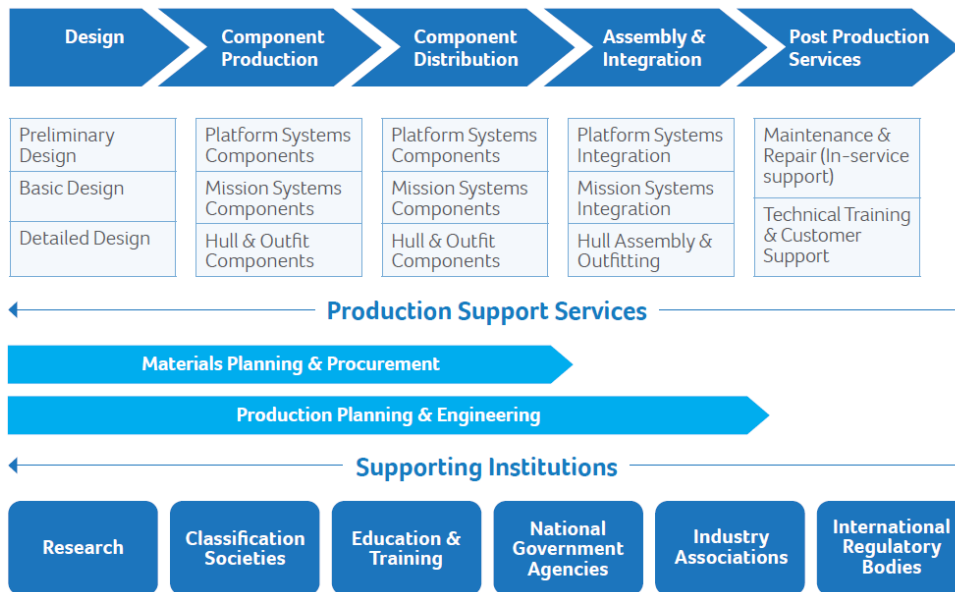 Design
Component
Production
Component
Distribution
Assembly &
Integration
Post Production
Services
Preliminary
Design
Basic Design
Detailed Design
Platform Systems
Components
Mission Systems
Components
Hull & Outfit
Components
Platform Systems
Components
Mission Systems
Components
Hull & Outfit
Components
Platform Systems
Integration
Mission Systems
Integration
Hull Assembly &
Outfitting
Maintenance &
Repair (In-service
support)
Technical Training
& Customer
Support
Production Support Services
Materials Planning & Procurement
Production Planning & Engineering
Supporting Institutions
Research
Classification
Societies
Education &
Training
National
Government
Agencies
Industry
Associations
International
Regulatory
Bodies